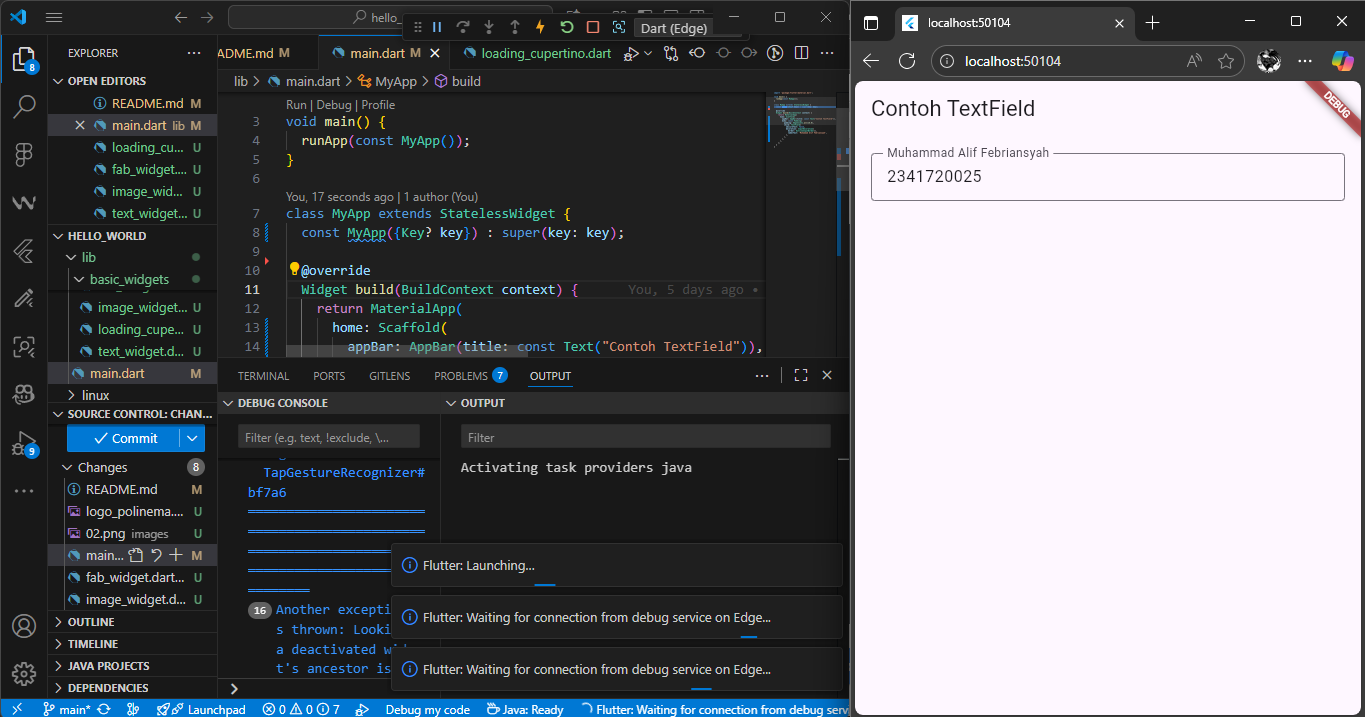 hello_
Dart (Edge)
EXPLORER
OPEN EDITORS
README.md M
main.dart lib M
loading_cu... U
fab_widget.... U
image_wid... U
text_widget... U
HELLO_WORLD
lib
basic_widgets
image_widget... U
loading_cupe... U
text_widget.d... U
main.dart M
linux
SOURCE CONTROL: CHAN...
Commit
Changes 8
README.md M
logo_polinema.... U
02.png images U
main... M
fab_widget.dart... U
image_widget.d... U
OUTLINE
TIMELINE
JAVA PROJECTS
DEPENDENCIES
8
9
ADME.md M
main.dart M
loading_cupertino.dart
lib > main.dart > MyApp > build
Run | Debug | Profile
3 void main() {
4 runApp(const MyApp());
5 }
6
You, 17 seconds ago | 1 author (You)
7 class MyApp extends StatelessWidget {
8 const MyApp({Key? key}) : super(key: key);
9
10 @override
11 Widget build(BuildContext context) { You, 5 days ago •
12 return MaterialApp(
13 home: Scaffold(
14 appBar: AppBar(title: const Text("Contoh TextField")),
TERMINAL PORTS GITLENS PROBLEMS 7 OUTPUT
DEBUG CONSOLE
Filter (e.g. text, !exclude, \...
TapGestureRecognizer#
bf7a6
16 Another excepti
s thrown: Looki
a deactivated wid
t's ancestor is
OUTPUT
Filter
Activating task providers java
Flutter: Launching...
Flutter: Waiting for connection from debug service on Edge...
Flutter: Waiting for connection from debug service on Edge...
main* Launchpad 0 0 7 Debug my code Java: Ready Flutter: Waiting for connection from debug serv
localhost:50104
localhost:50104
DEBUG
Contoh TextField
Muhammad Alif Febriansyah
2341720025